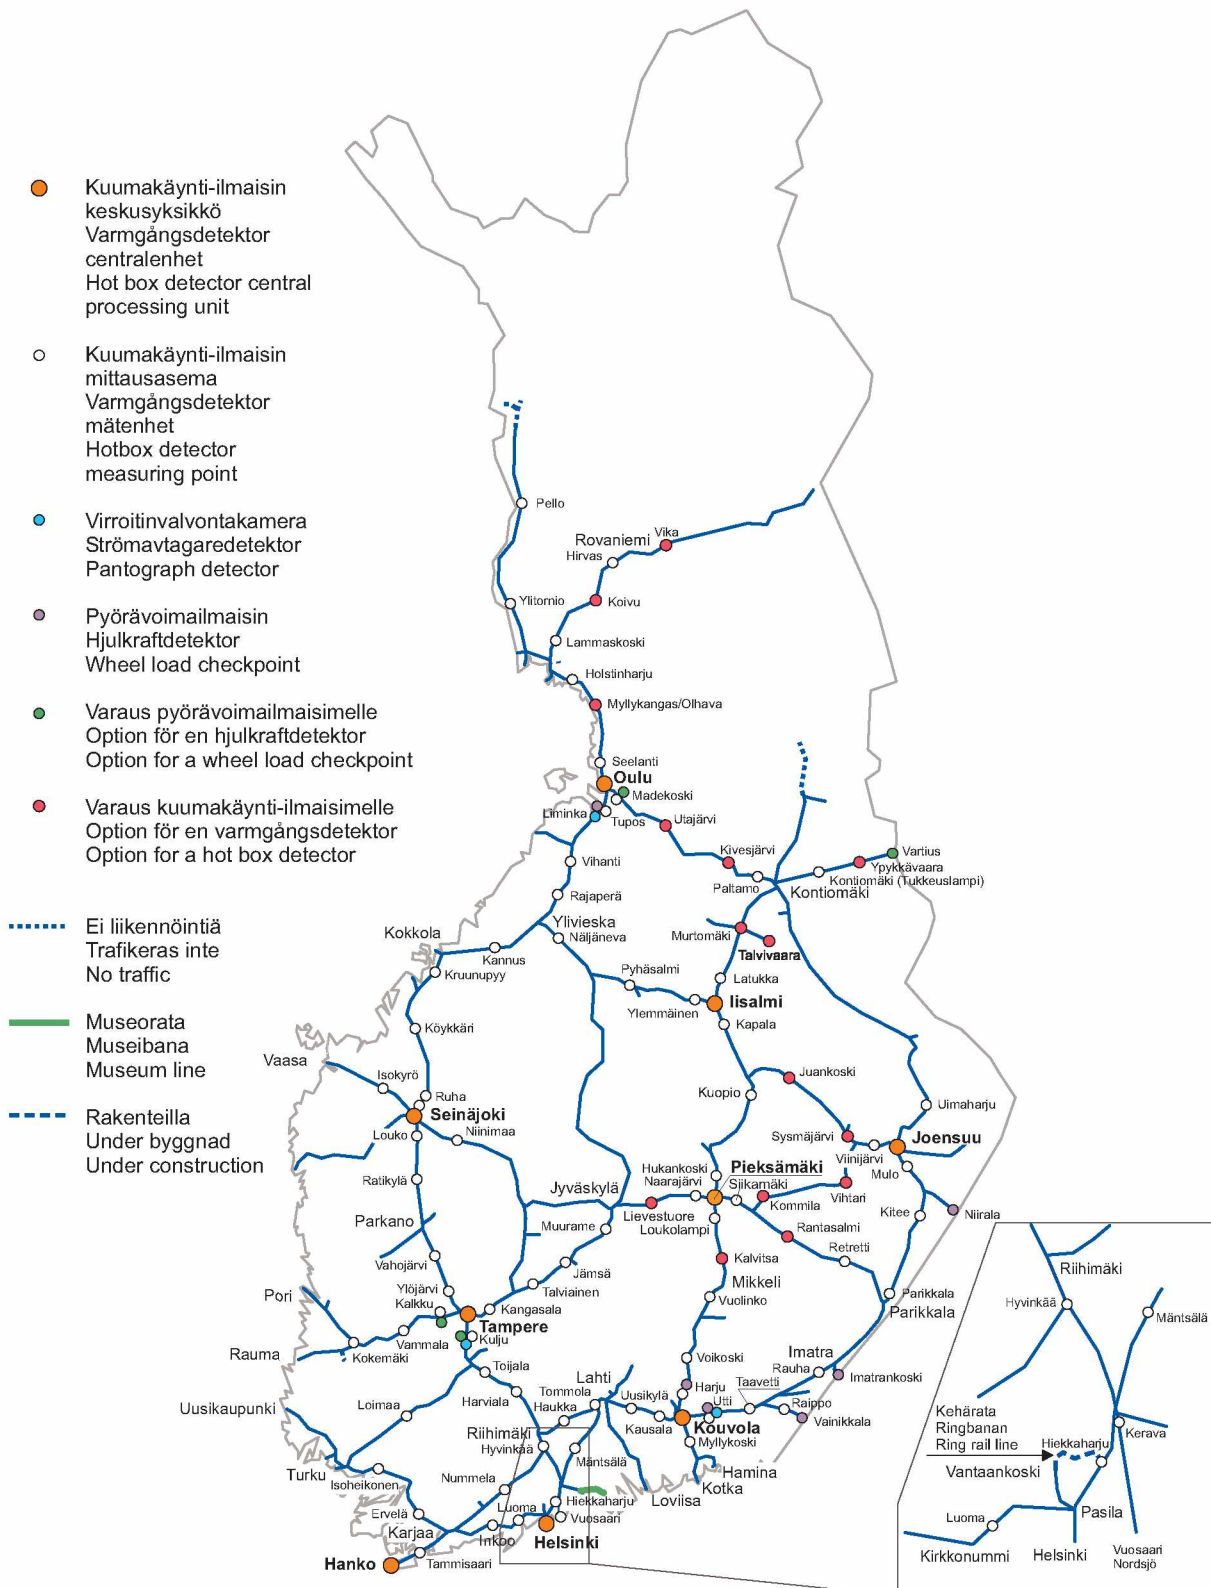 Kuumakäynti-ilmaisin
keskusyksikkö
Varmgångsdetektor
centralenhet
Hot box detector central
processing unit
Kuumakäynti-ilmaisin
mittausasema
Varmgångsdetektor
mätenhet
Hotbox detector
measuring point
Virroitinvalvontakamera
Strömavtagaredetektor
Pantograph detector
Pyörävoimailmaisin
Hjulkraftdetektor
Wheel load checkpoint
Varaus pyörävoimailmaisimelle
Option för en hjulkraftdetektor
Option for a wheel load checkpoint
Varaus kuumakäynti-ilmaisimelle
Option för en varmgångsdetektor
Option for a hot box detector
Ei liikennöintiä
Trafikeras inte
No traffic
Museorata
Museibana
Museum line
Rakenteilla
Under byggnad
Under construction
Pello
Rovaniemi
Vika
Hirvas
Ylitornio
Koivu
Lammaskoski
Holstinharju
Myllykangas/Olhava
Seelanti
Oulu
Madekoski
Liminka
Tupos
Utajärvi
Vihanti
Kivesjärvi
Vartius
Ypykkävaara
Kontiomäki (Tukkeuslampi)
Paltamo
Kontiomäki
Rajaperä
Ylivieska
Näljäneva
Murtomäki
Talvivaara
Kokkola
Kannus
Kruunupyy
Pyhäsalmi
Latukka
Ylemmäinen
Iisalmi
Kapala
Köykkäri
Vaasa
Isokyrö
Ruha
Seinäjoki
Louko
Niinimaa
Kuopio
Juankoski
Uimaharju
Sysmäjärvi
Joensuu
Viinijärvi
Mulo
Ratikylä
Jyväskylä
Hukankoski
Naarajärvi
Pieksämäki
Siikamäki
Kommila
Vihtari
Lievestuore
Loukolampi
Kitee
Niirala
Parkano
Muurame
Rantasalmi
Retretti
Vahojärvi
Jämsä
Kalvitsa
Mikkeli
Talviainen
Vuolinko
Parikkala
Parikkala
Ylöjärvi
Kalkku
Kangasala
Tampere
Pori
Vammala
Kulju
Rauma
Kokemäki
Toijala
Voikoski
Imatra
Rauha
Imatrankoski
Lahti
Tommola
Uusikylä
Harju
Utti
Taavetti
Raippo
Vainikkala
Uusikaupunki
Loimaa
Harviala
Haukka
Kausala
Kouvola
Myllykoski
Riihimäki
Hyvinkää
Mäntsälä
Hamina
Kotka
Loviisa
Turku
Isoheikonen
Nummela
Hiekkaharju
Vuosaari
Ervelä
Luoma
Karjaa
Inkoo
Helsinki
Hanko
Tammisaari
Riihimäki
Hyvinkää
Mäntsälä
Kehärata
Ringbanan
Ring rail line
Hiekkaharju
Kerava
Vantaankoski
Luoma
Pasila
Kirkkonummi
Helsinki
Vuosaari
Nordsjö